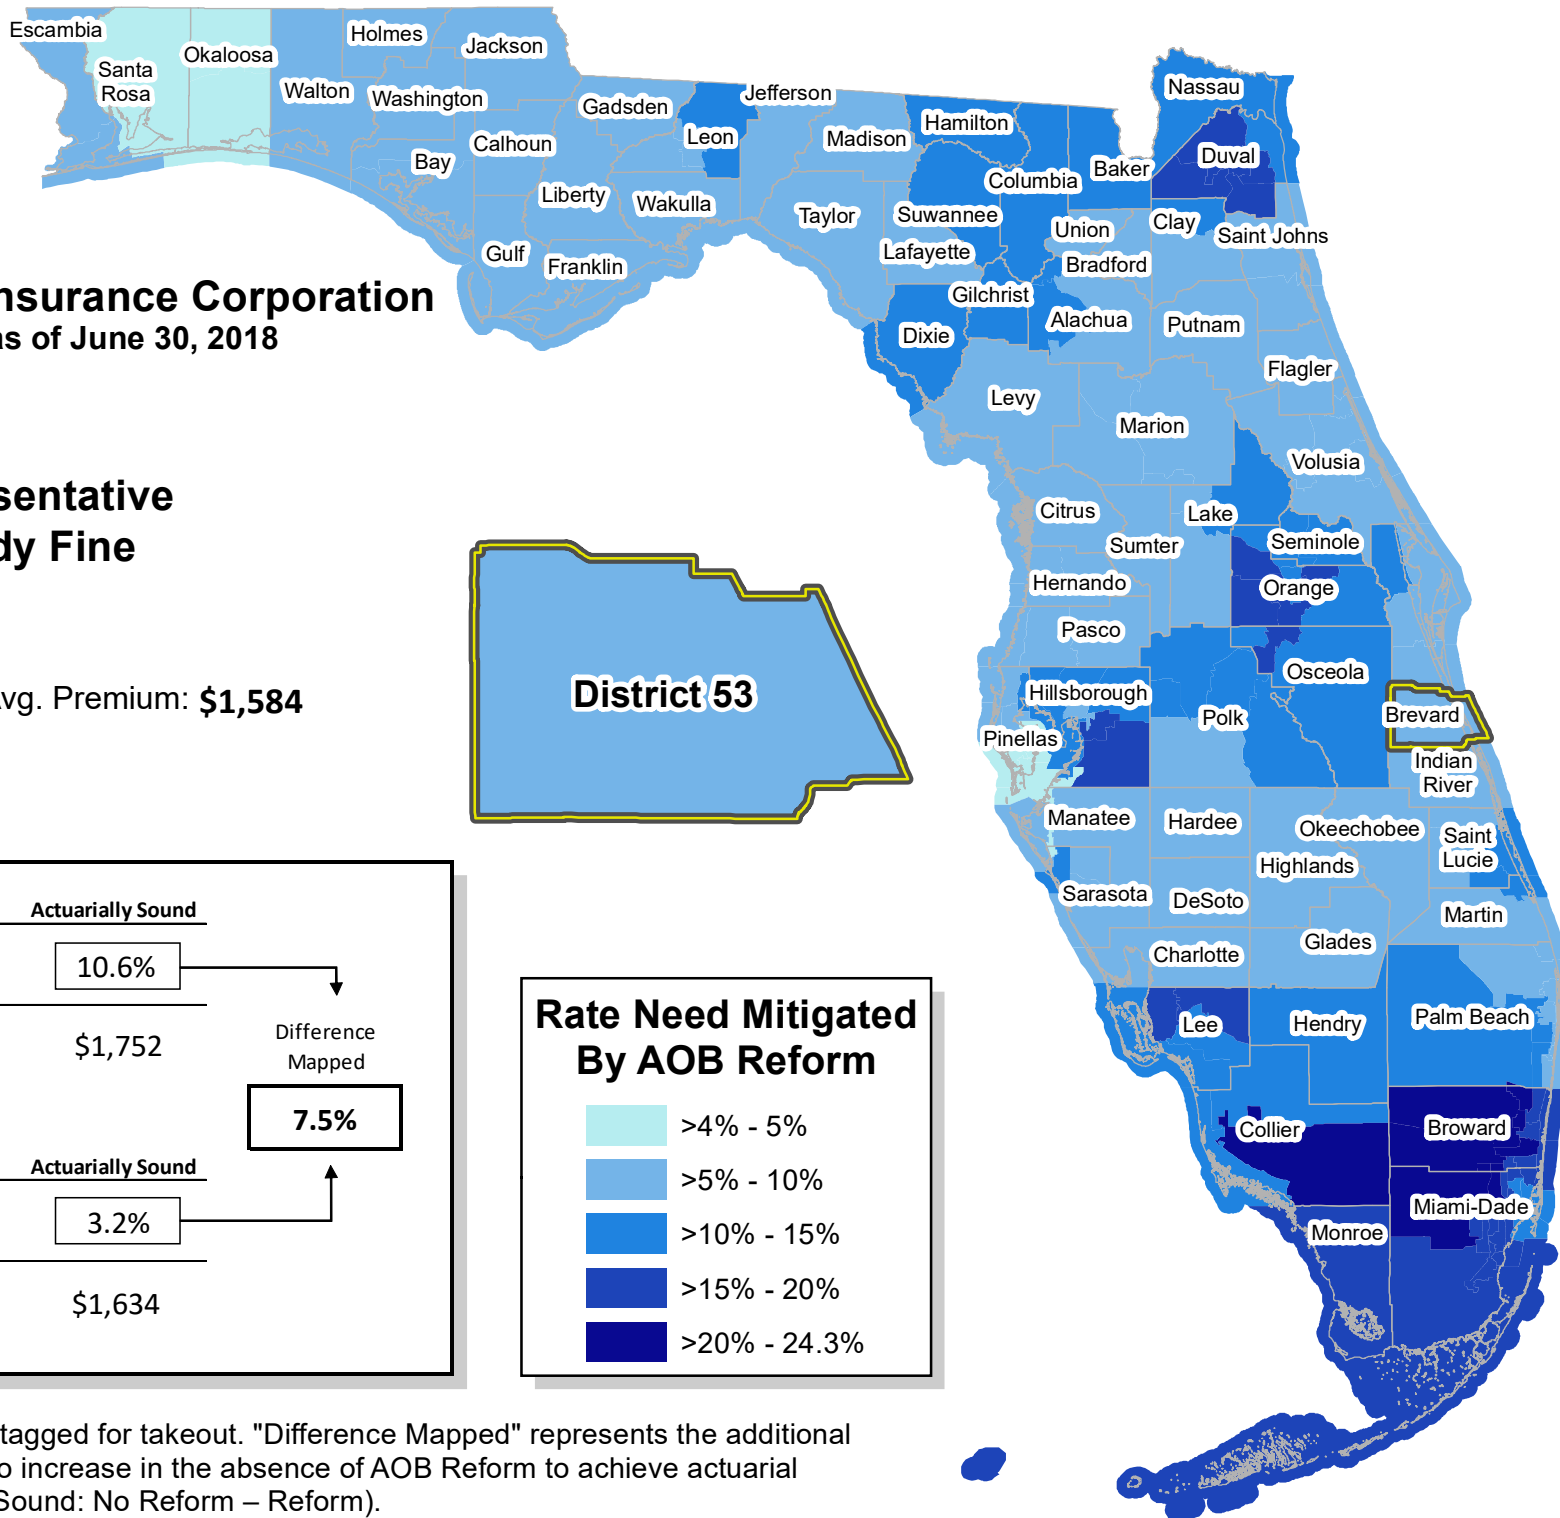 Escambia
Santa
Rosa
Okaloosa
Holmes
Jackson
Walton
Washington
Gadsden
Jefferson
Calhoun
Bay
Leon
Liberty
Wakulla
Gulf
Franklin
Madison
Hamilton
Nassau
Duval
Baker
Columbia
Suwannee
Taylor
Lafayette
Union
Clay
Saint Johns
Bradford
Gilchrist
Alachua
Putnam
Dixie
Flagler
Levy
Marion
Volusia
Citrus
Lake
Sumter
Seminole
Hernando
Orange
Pasco
Osceola
Hillsborough
Polk
Brevard
Pinellas
Indian
River
Manatee
Hardee
Okeechobee
Saint
Lucie
Highlands
Sarasota
DeSoto
Martin
Glades
Charlotte
Lee
Hendry
Palm Beach
Collier
Broward
Miami-Dade
Monroe
nsurance Corporation
as of June 30, 2018
sentative
dy Fine
vg. Premium: $1,584
District 53
Actuarially Sound
10.6%
$1,752
Difference
Mapped
7.5%
Actuarially Sound
3.2%
$1,634
Rate Need Mitigated
By AOB Reform
>4% - 5%
>5% - 10%
>10% - 15%
>15% - 20%
>20% - 24.3%
tagged for takeout. "Difference Mapped" represents the additional
o increase in the absence of AOB Reform to achieve actuarial
Sound: No Reform – Reform).